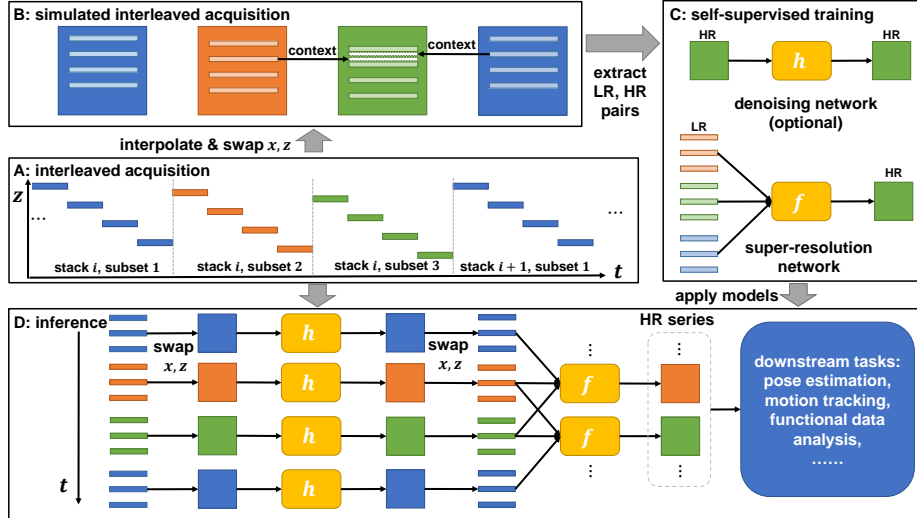 B: simulated interleaved acquisition
context
context
interpolate & swap x, z
extract
LR, HR
pairs
C: self-supervised training
HR
h
HR
denoising network
(optional)
LR
f
HR
super-resolution
network
A: interleaved acquisition
z
...
...
stack i, subset 1
stack i, subset 2
stack i, subset 3
stack i + 1, subset 1
t
apply models
D: inference
swap
x, z
h
swap
x, z
h
h
h
t
⋮
f
f
⋮
HR series
⋮
⋮
downstream tasks:
pose estimation,
motion tracking,
functional data
analysis,
......